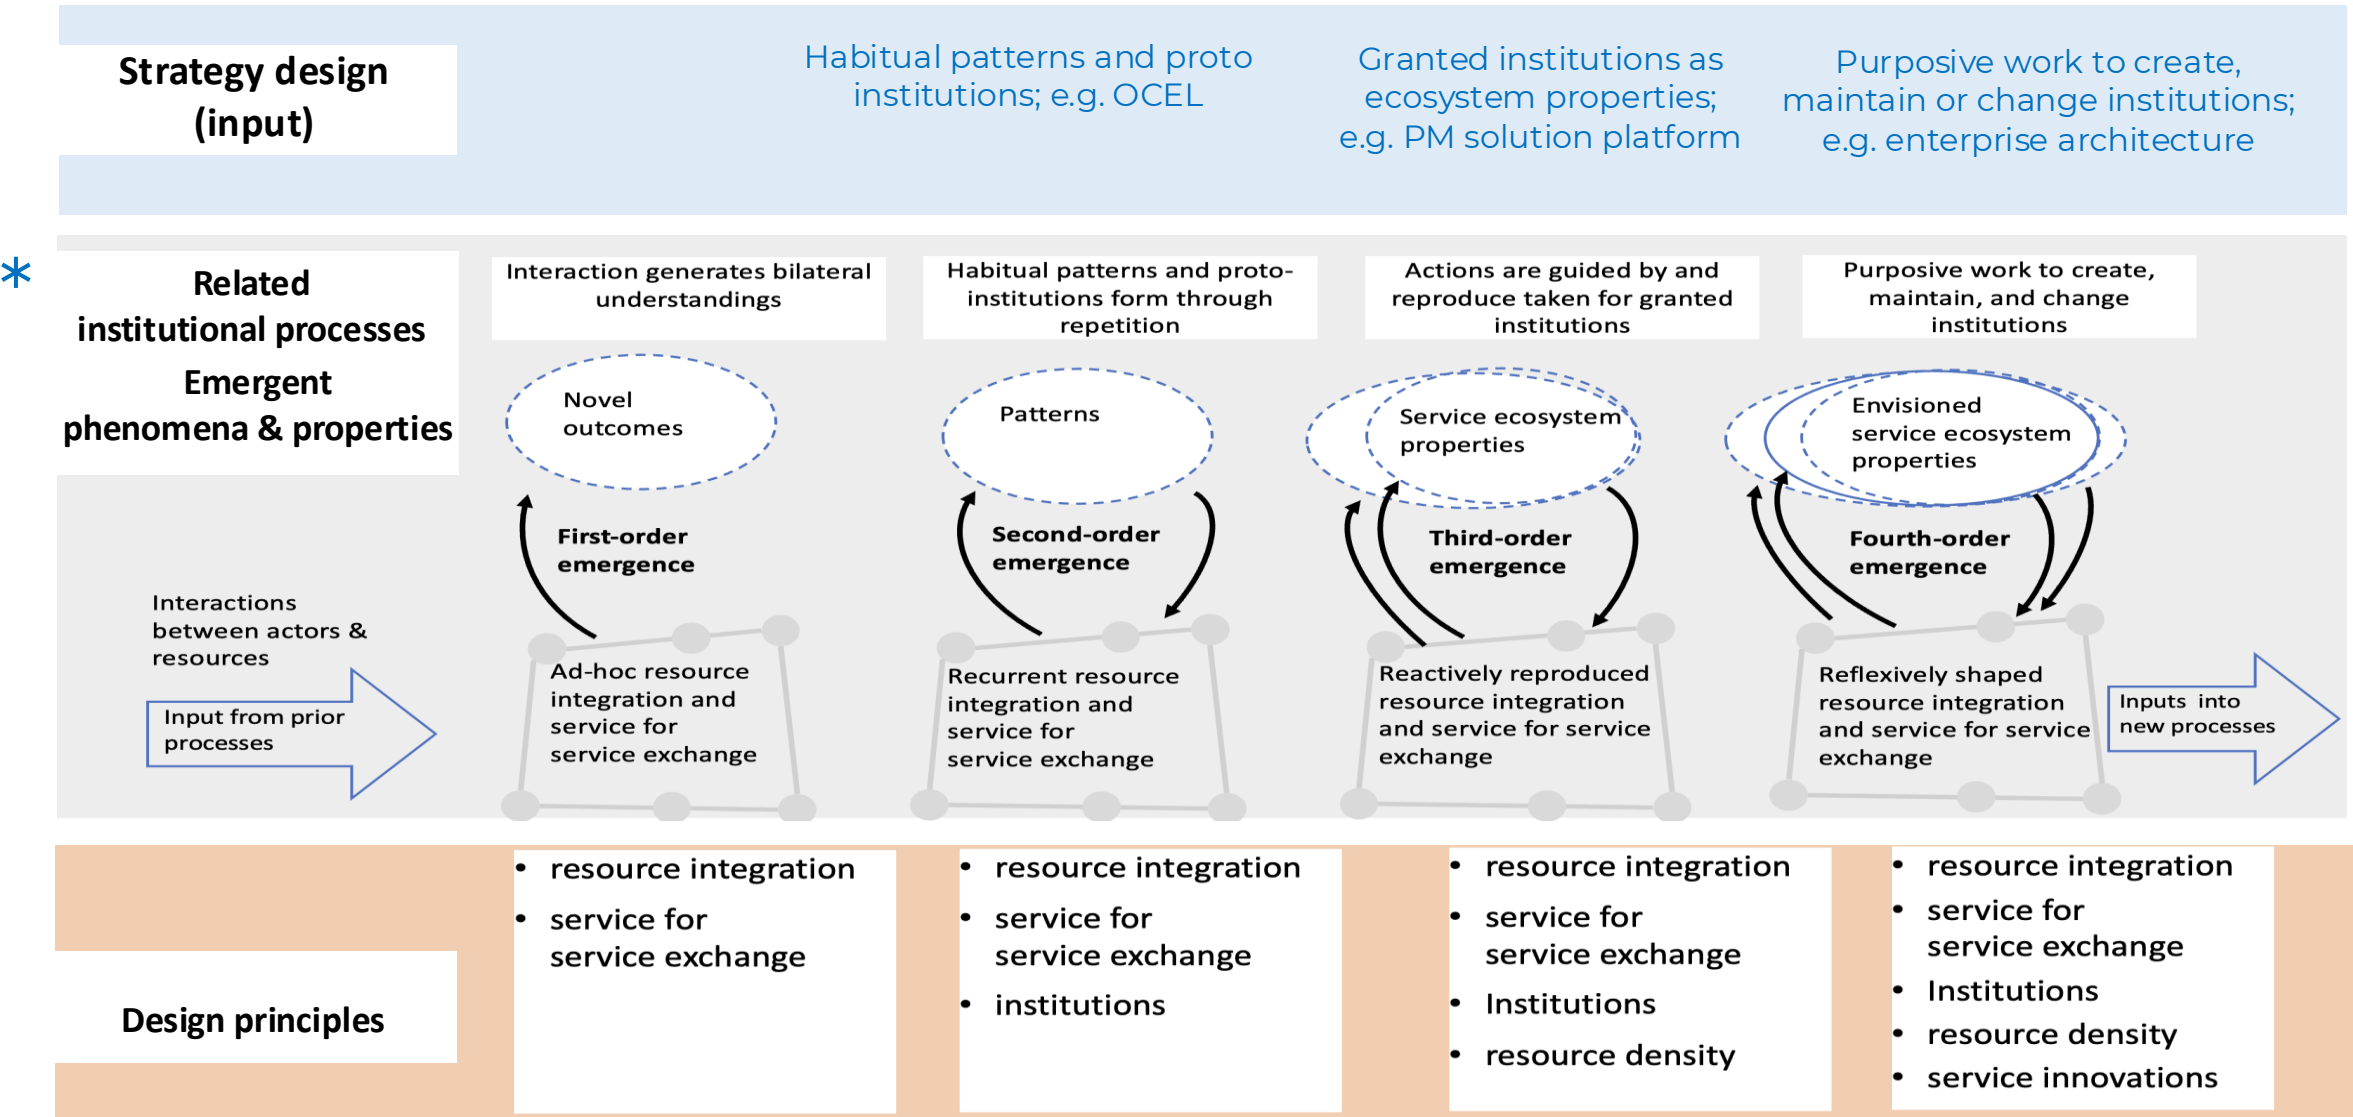 Strategy design
(input)
Habitual patterns and proto
institutions; e.g. OCEL
Granted institutions as
ecosystem properties;
e.g. PM solution platform
Purposive work to create,
maintain or change institutions;
e.g. enterprise architecture
*
Related
institutional processes
Emergent
phenomena & properties
Interaction generates bilateral
understandings
Habitual patterns and proto-
institutions form through
repetition
Actions are guided by and
reproduce taken for granted
institutions
Purposive work to create,
maintain, and change
institutions
Novel
outcomes
Patterns
Service ecosystem
properties
Envisioned
service ecosystem
properties
First-order
emergence
Second-order
emergence
Third-order
emergence
Fourth-order
emergence
Interactions
between actors &
resources
Input from prior
processes
Ad-hoc resource
integration and
service for
service exchange
Recurrent resource
integration and
service for
service exchange
Reactively reproduced
resource integration
and service for service
exchange
Reflexively shaped
resource integration
and service for service
exchange
Inputs into
new processes
Design principles
• resource integration
• service for
service exchange
• resource integration
• service for
service exchange
• institutions
• resource integration
• service for
service exchange
• Institutions
• resource density
• resource integration
• service for
service exchange
• Institutions
• resource density
• service innovations